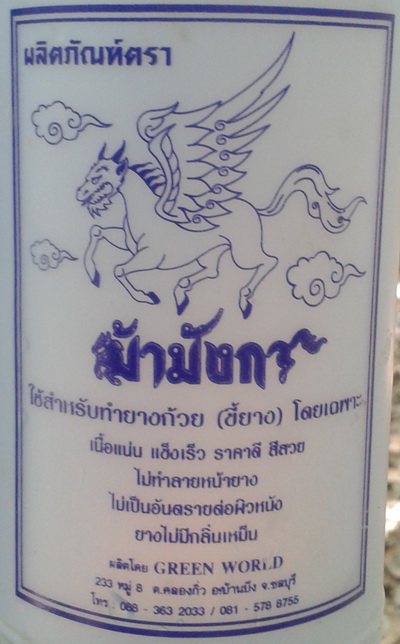 ผลิตภัณฑ์ตรา
ม้ามังกร
ใช้สำหรับทำยางก้วย (ขี้ยาง) โดยเฉพาะ
เนื้อแน่น แข็งเร็ว ราคาดี สีสวย
ไม่ทำลายหน้ายาง
ไม่เป็นอันตรายต่อผิวหนัง
ยางไม่มีกลิ่นเหม็น
ผลิตโดย GREEN WORLD
233 หมู่ 8 ต.คลองกิ่ว อ.บ้านบึง จ.ชลบุรี
โทร : 088 - 363 2033 / 081 - 578 8755